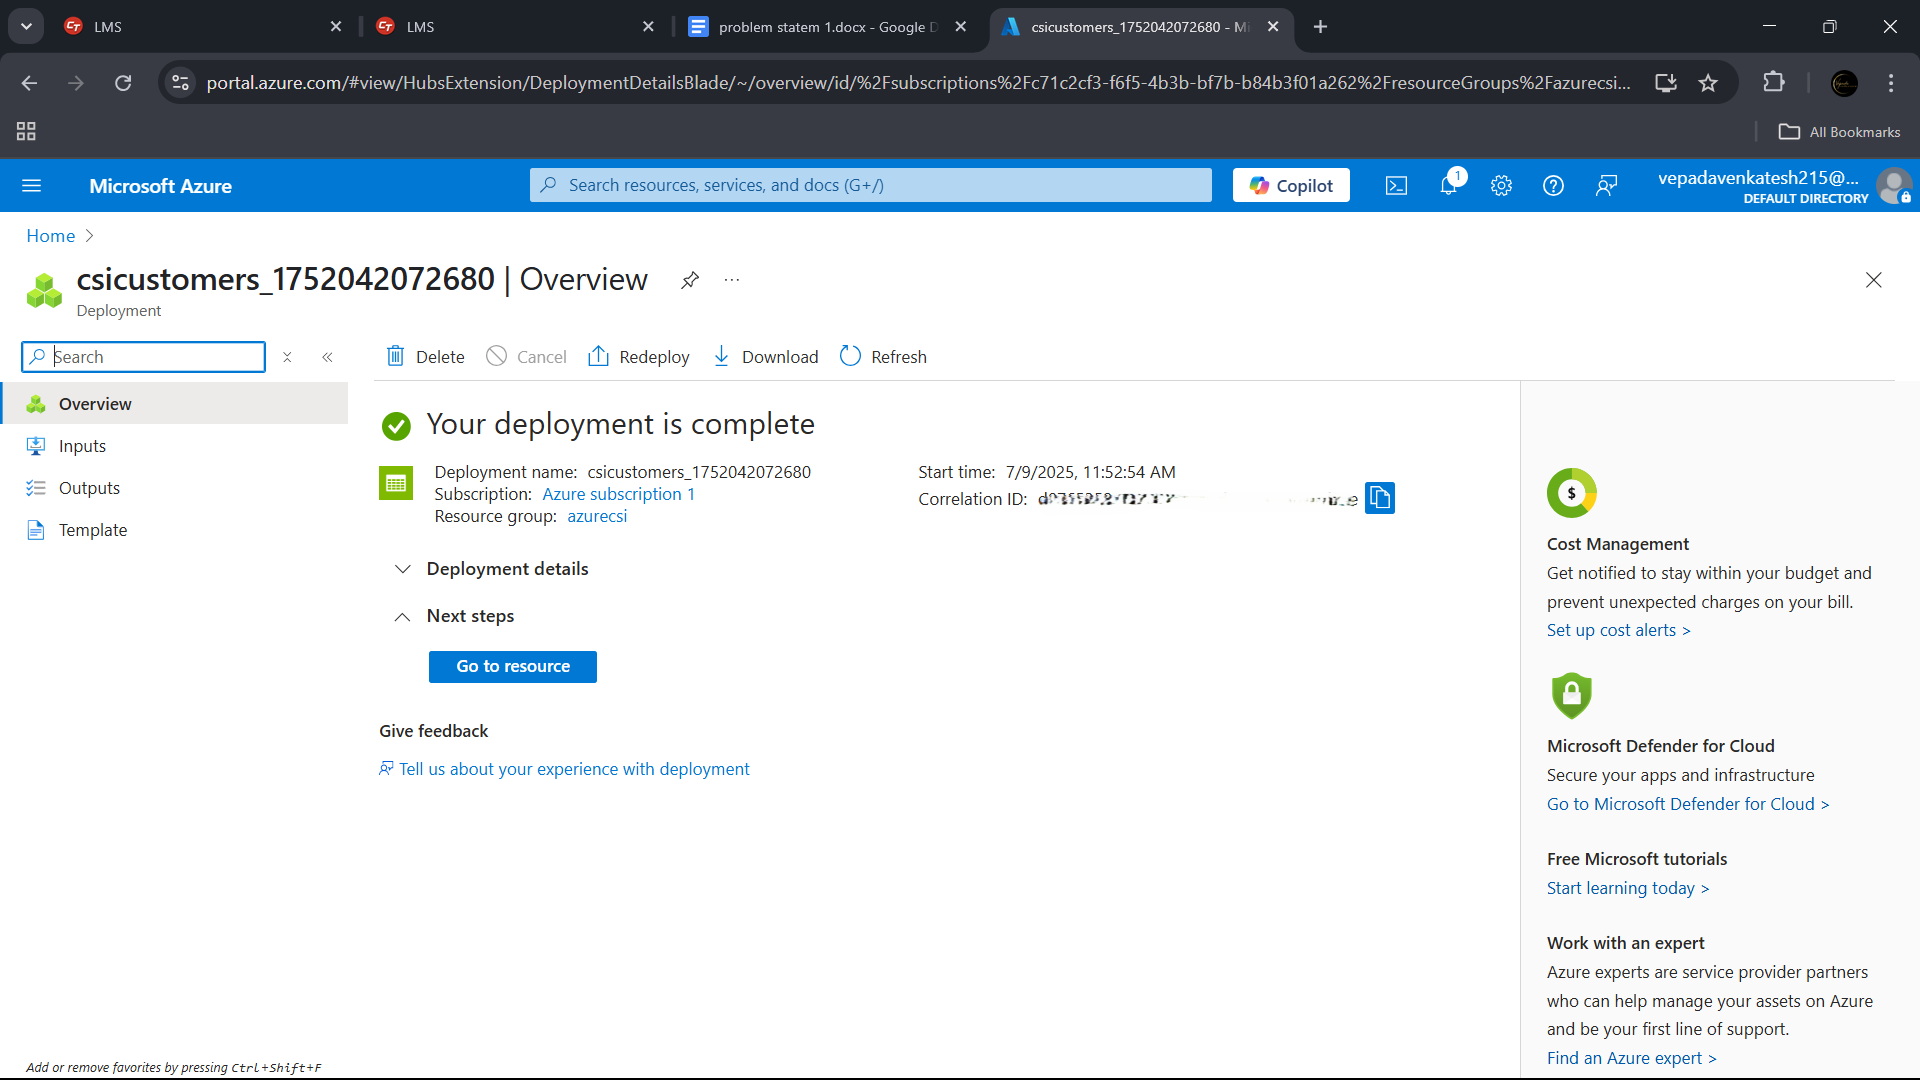 LMS
LMS
problem statem 1.docx - Google D
csicustomers_1752042072680 - Mi
portal.azure.com/#view/HubsExtension/DeploymentDetailsBlade/~/overview/id/%2Fsubscriptions%2Fc71c2cf3-f6f5-4b3b-bf7b-b84b3f01a262%2FresourceGroups%2Fazurecsi...
All Bookmarks
Microsoft Azure
Search resources, services, and docs (G+/)
Copilot
1
vepadavenkatesh215@...
DEFAULT DIRECTORY
Home
csicustomers_1752042072680 | Overview
Deployment
Search
Delete
Cancel
Redeploy
Download
Refresh
Overview
Inputs
Outputs
Template
Your deployment is complete
Deployment name: csicustomers_1752042072680
Subscription: Azure subscription 1
Resource group: azurecsi
Start time: 7/9/2025, 11:52:54 AM
Correlation ID:
Deployment details
Next steps
Go to resource
Give feedback
Tell us about your experience with deployment
$
Cost Management
Get notified to stay within your budget and
prevent unexpected charges on your bill.
Set up cost alerts >
Microsoft Defender for Cloud
Secure your apps and infrastructure
Go to Microsoft Defender for Cloud >
Free Microsoft tutorials
Start learning today >
Work with an expert
Azure experts are service provider partners
who can help manage your assets on Azure
and be your first line of support.
Find an Azure expert >
Add or remove favorites by pressing Ctrl+Shift+F